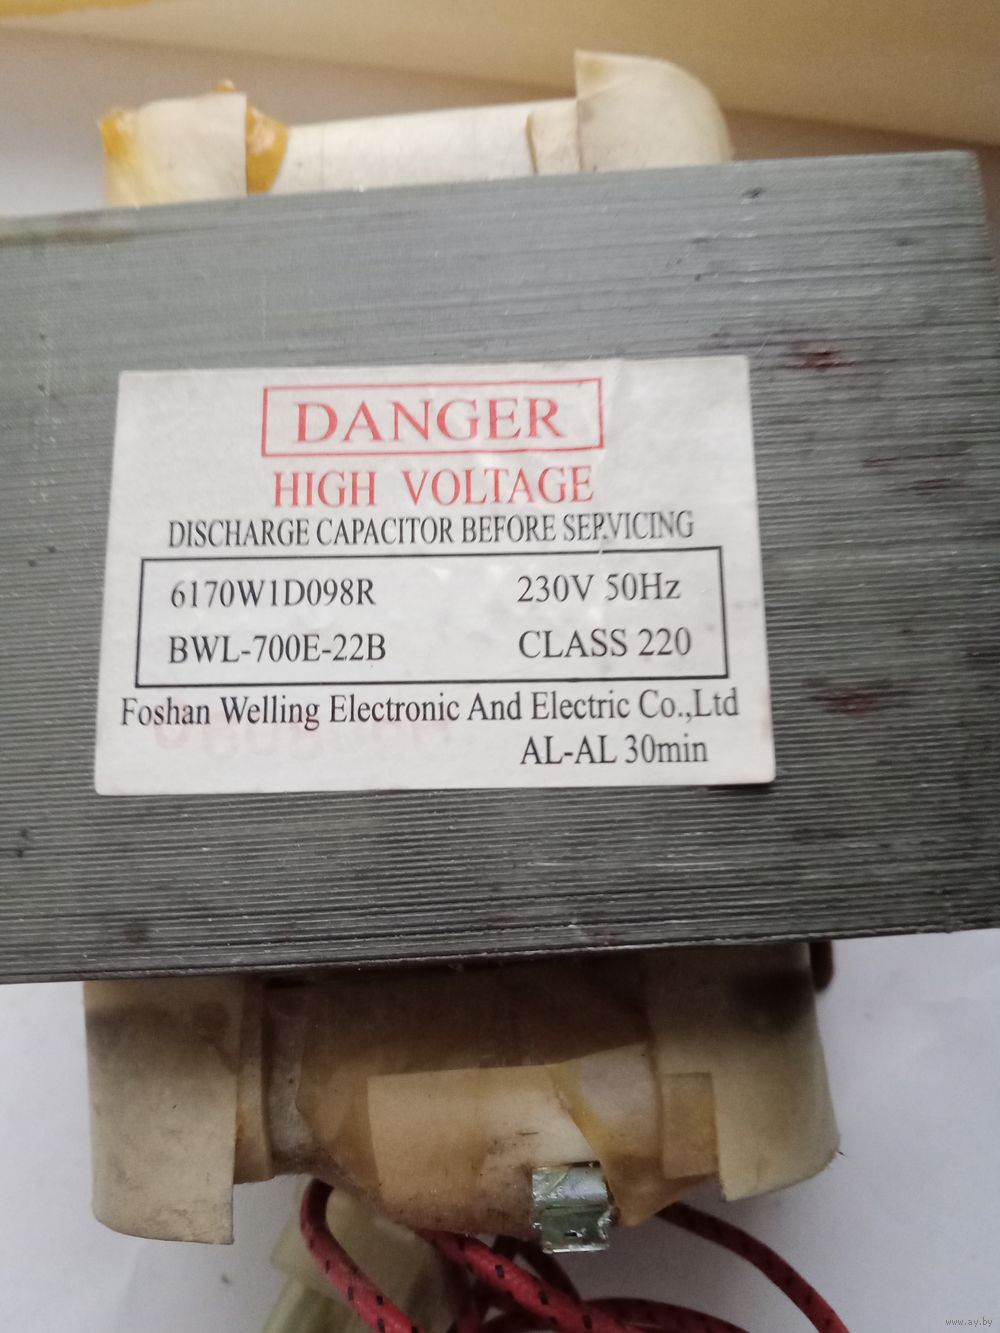 DANGER
HIGH VOLTAGE
DISCHARGE CAPACITOR BEFORE SERVICING
6170W1D098R 230V 50Hz
BWL-700E-22B CLASS 220
Foshan Welling Electronic And Electric Co.,Ltd
AL-AL 30min
www.ay.by